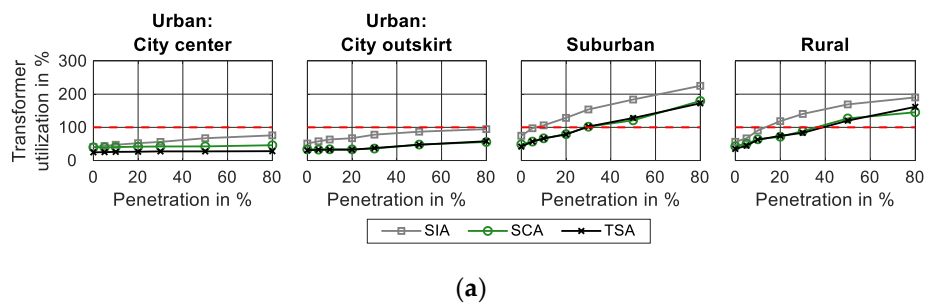 Urban:
City center
Urban:
City outskirt
Suburban
Rural
Transformer
utilization in %
300
200
100
0
0 20 40 60 80
0 20 40 60 80
0 20 40 60 80
0 20 40 60 80
Penetration in %
Penetration in %
Penetration in %
Penetration in %
SIA SCA TSA
(a)